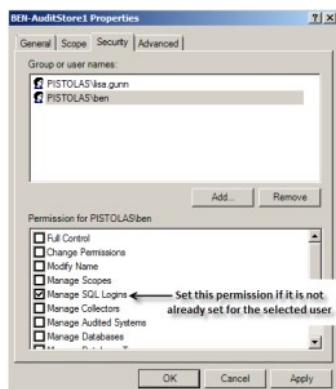 BEN-AuditStore1 Properties
General Scope Security Advanced
Group or user names:
PISTOLAS\lisa.gunn
PISTOLAS\ben
Add... Remove
Permission for PISTOLAS\ben
Full Control
Change Permissions
Modify Name
Manage Scopes
Manage SQL Logins
Set this permission if it is not
already set for the selected user
Manage Collectors
Manage Audited Systems
Manage Databases
OK Cancel Apply